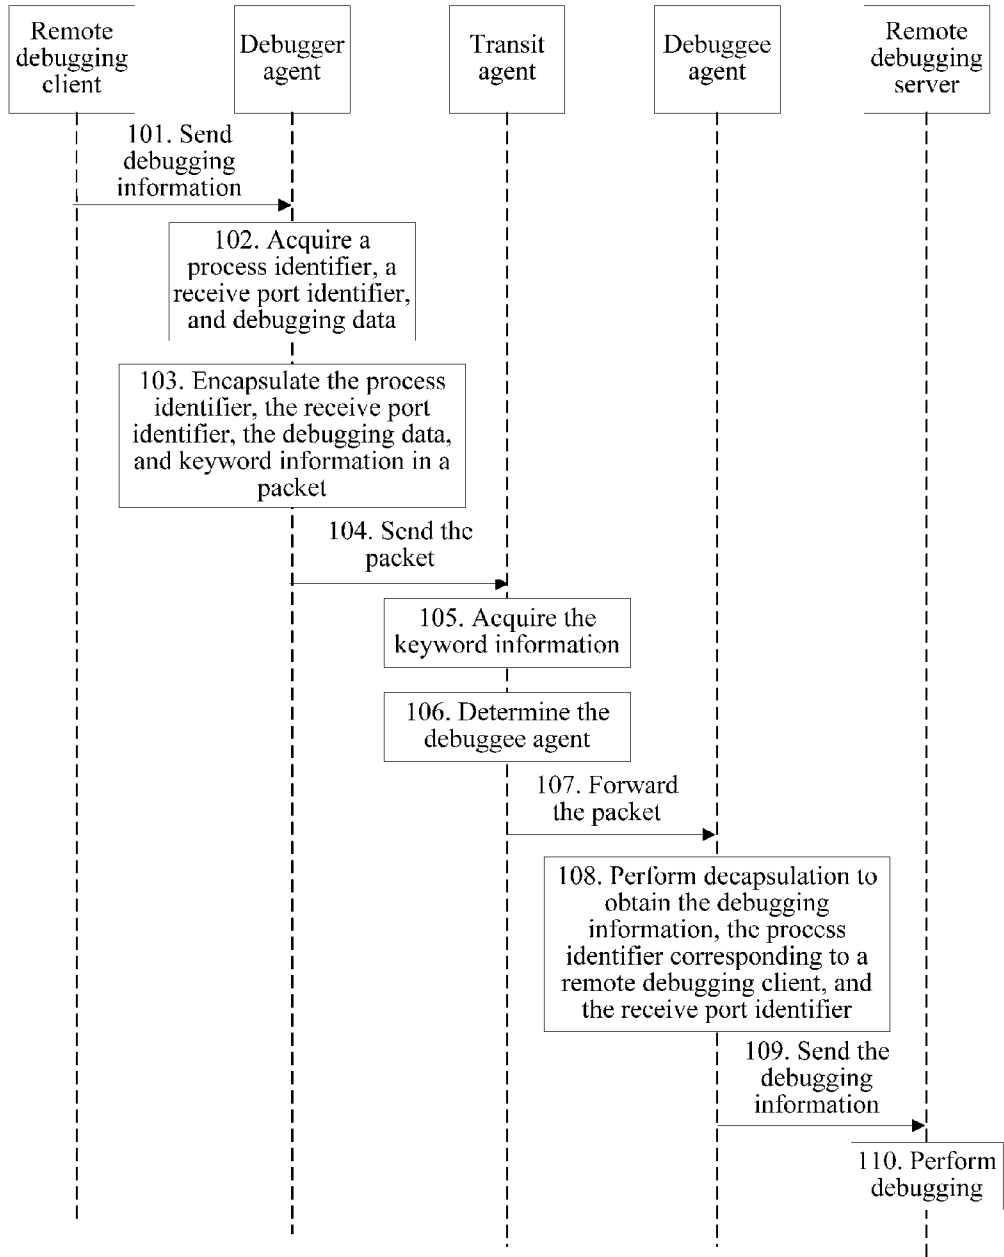 Remote
debugging
client
Debugger
agent
Transit
agent
Debuggee
agent
Remote
debugging
server
101. Send
debugging
information
102. Acquire a
process identifier, a
receive port identifier,
and debugging data
103. Encapsulate the process
identifier, the receive port
identifier, the debugging data,
and keyword information in a
packet
104. Send the
packet
105. Acquire the
keyword information
106. Determine the
debuggee agent
107. Forward
the packet
108. Perform decapsulation to
obtain the debugging
information, the process
identifier corresponding to a
remote debugging client, and
the receive port identifier
109. Send the
debugging
information
110. Perform
debugging